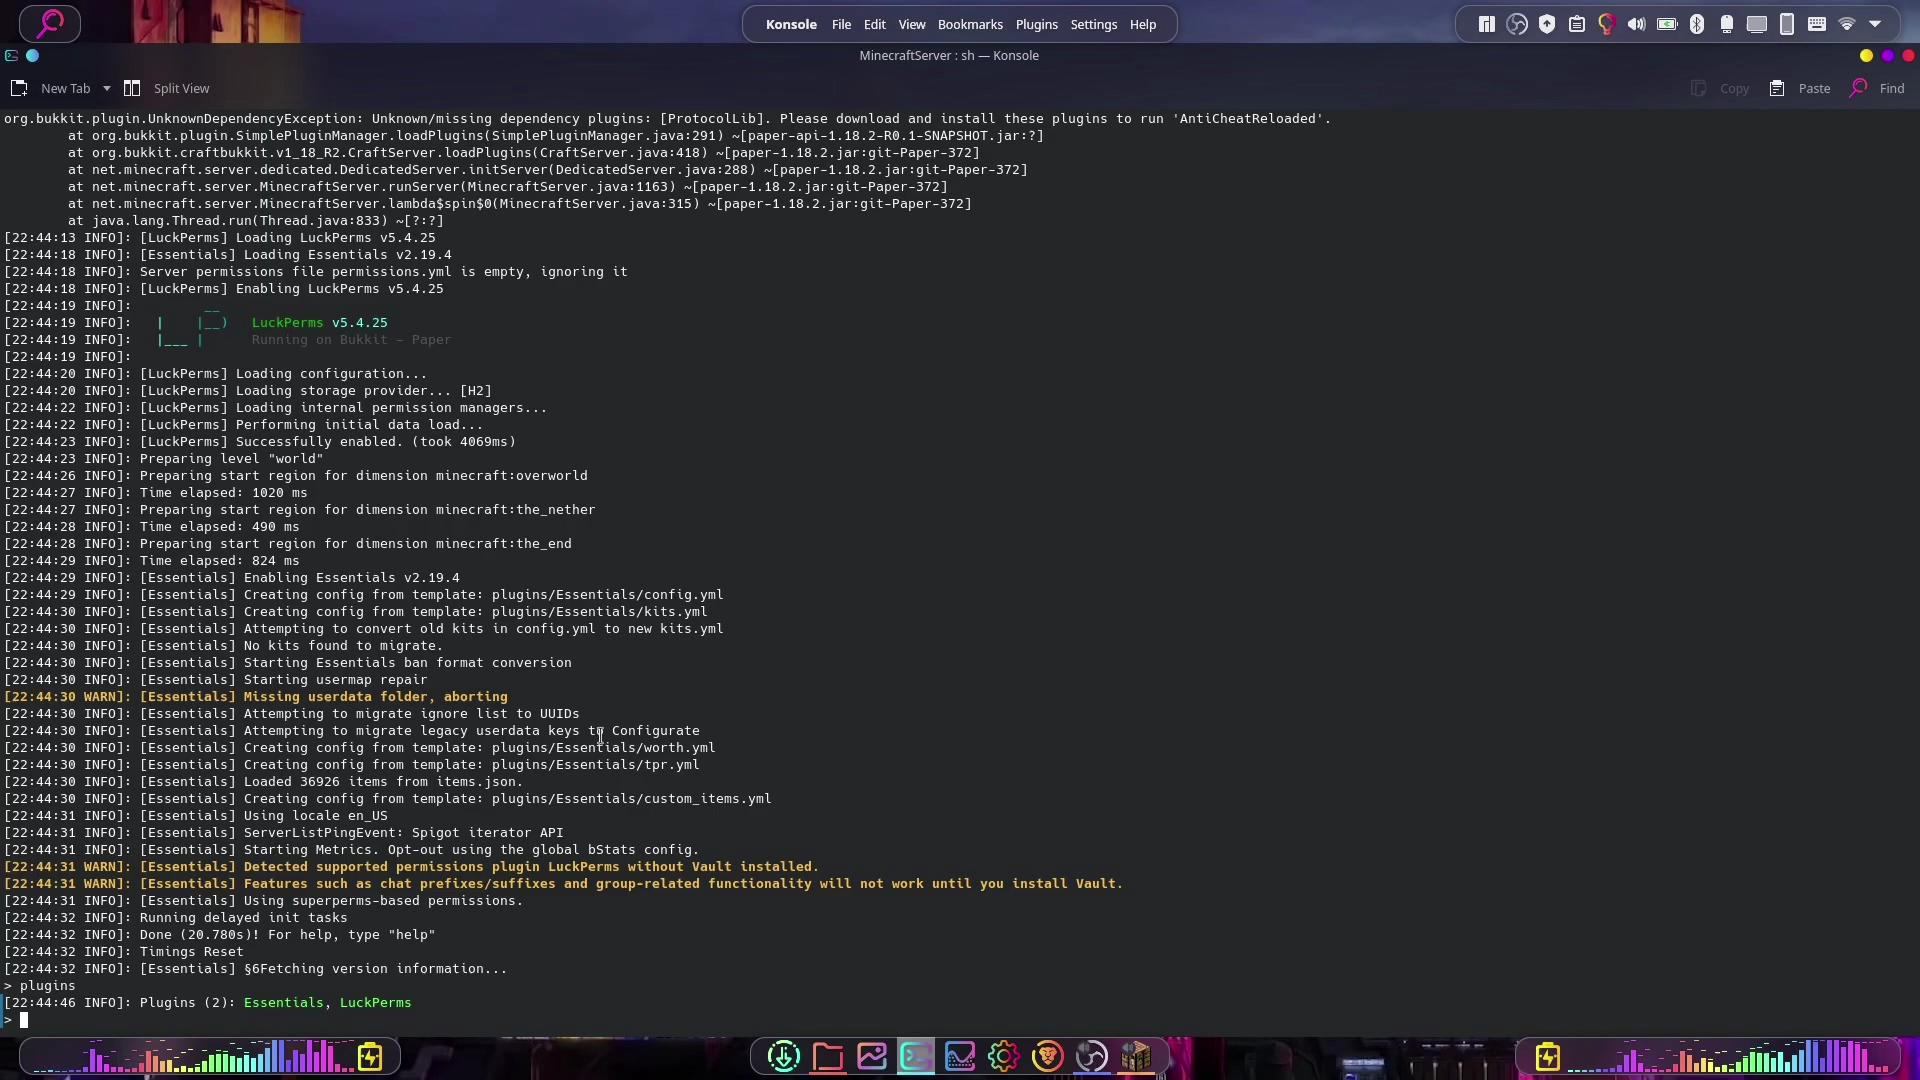 Konsole File Edit View Bookmarks Plugins Settings Help
MinecraftServer : sh — Konsole
New Tab Split View Copy Paste Find
org.bukkit.plugin.UnknownDependencyException: Unknown/missing dependency plugins: [ProtocolLib]. Please download and install these plugins to run 'AntiCheatReloaded'.
at org.bukkit.plugin.SimplePluginManager.loadPlugins(SimplePluginManager.java:291) ~[paper-api-1.18.2-R0.1-SNAPSHOT.jar:?]
at org.bukkit.craftbukkit.v1_18_R2.CraftServer.loadPlugins(CraftServer.java:418) ~[paper-1.18.2.jar:git-Paper-372]
at net.minecraft.server.dedicated.DedicatedServer.initServer(DedicatedServer.java:288) ~[paper-1.18.2.jar:git-Paper-372]
at net.minecraft.server.MinecraftServer.runServer(MinecraftServer.java:1163) ~[paper-1.18.2.jar:git-Paper-372]
at net.minecraft.server.MinecraftServer.lambda$spin$0(MinecraftServer.java:315) ~[paper-1.18.2.jar:git-Paper-372]
at java.lang.Thread.run(Thread.java:833) ~[?:?]
[22:44:13 INFO]: [LuckPerms] Loading LuckPerms v5.4.25
[22:44:18 INFO]: [Essentials] Loading Essentials v2.19.4
[22:44:18 INFO]: Server permissions file permissions.yml is empty, ignoring it
[22:44:18 INFO]: [LuckPerms] Enabling LuckPerms v5.4.25
[22:44:19 INFO]:        __
[22:44:19 INFO]:   |    |__)   LuckPerms v5.4.25
[22:44:19 INFO]:   |___ |      Running on Bukkit - Paper
[22:44:19 INFO]:
[22:44:20 INFO]: [LuckPerms] Loading configuration...
[22:44:20 INFO]: [LuckPerms] Loading storage provider... [H2]
[22:44:22 INFO]: [LuckPerms] Loading internal permission managers...
[22:44:22 INFO]: [LuckPerms] Performing initial data load...
[22:44:23 INFO]: [LuckPerms] Successfully enabled. (took 4069ms)
[22:44:23 INFO]: Preparing level "world"
[22:44:26 INFO]: Preparing start region for dimension minecraft:overworld
[22:44:27 INFO]: Time elapsed: 1020 ms
[22:44:27 INFO]: Preparing start region for dimension minecraft:the_nether
[22:44:28 INFO]: Time elapsed: 490 ms
[22:44:28 INFO]: Preparing start region for dimension minecraft:the_end
[22:44:29 INFO]: Time elapsed: 824 ms
[22:44:29 INFO]: [Essentials] Enabling Essentials v2.19.4
[22:44:29 INFO]: [Essentials] Creating config from template: plugins/Essentials/config.yml
[22:44:30 INFO]: [Essentials] Creating config from template: plugins/Essentials/kits.yml
[22:44:30 INFO]: [Essentials] Attempting to convert old kits in config.yml to new kits.yml
[22:44:30 INFO]: [Essentials] No kits found to migrate.
[22:44:30 INFO]: [Essentials] Starting Essentials ban format conversion
[22:44:30 INFO]: [Essentials] Starting usermap repair
[22:44:30 WARN]: [Essentials] Missing userdata folder, aborting
[22:44:30 INFO]: [Essentials] Attempting to migrate ignore list to UUIDs
[22:44:30 INFO]: [Essentials] Attempting to migrate legacy userdata keys to Configurate
[22:44:30 INFO]: [Essentials] Creating config from template: plugins/Essentials/worth.yml
[22:44:30 INFO]: [Essentials] Creating config from template: plugins/Essentials/tpr.yml
[22:44:30 INFO]: [Essentials] Loaded 36926 items from items.json.
[22:44:30 INFO]: [Essentials] Creating config from template: plugins/Essentials/custom_items.yml
[22:44:31 INFO]: [Essentials] Using locale en_US
[22:44:31 INFO]: [Essentials] ServerListPingEvent: Spigot iterator API
[22:44:31 INFO]: [Essentials] Starting Metrics. Opt-out using the global bStats config.
[22:44:31 WARN]: [Essentials] Detected supported permissions plugin LuckPerms without Vault installed.
[22:44:31 WARN]: [Essentials] Features such as chat prefixes/suffixes and group-related functionality will not work until you install Vault.
[22:44:31 INFO]: [Essentials] Using superperms-based permissions.
[22:44:32 INFO]: Running delayed init tasks
[22:44:32 INFO]: Done (20.780s)! For help, type "help"
[22:44:32 INFO]: Timings Reset
[22:44:32 INFO]: [Essentials] §6Fetching version information...
> plugins
[22:44:46 INFO]: Plugins (2): Essentials, LuckPerms
>